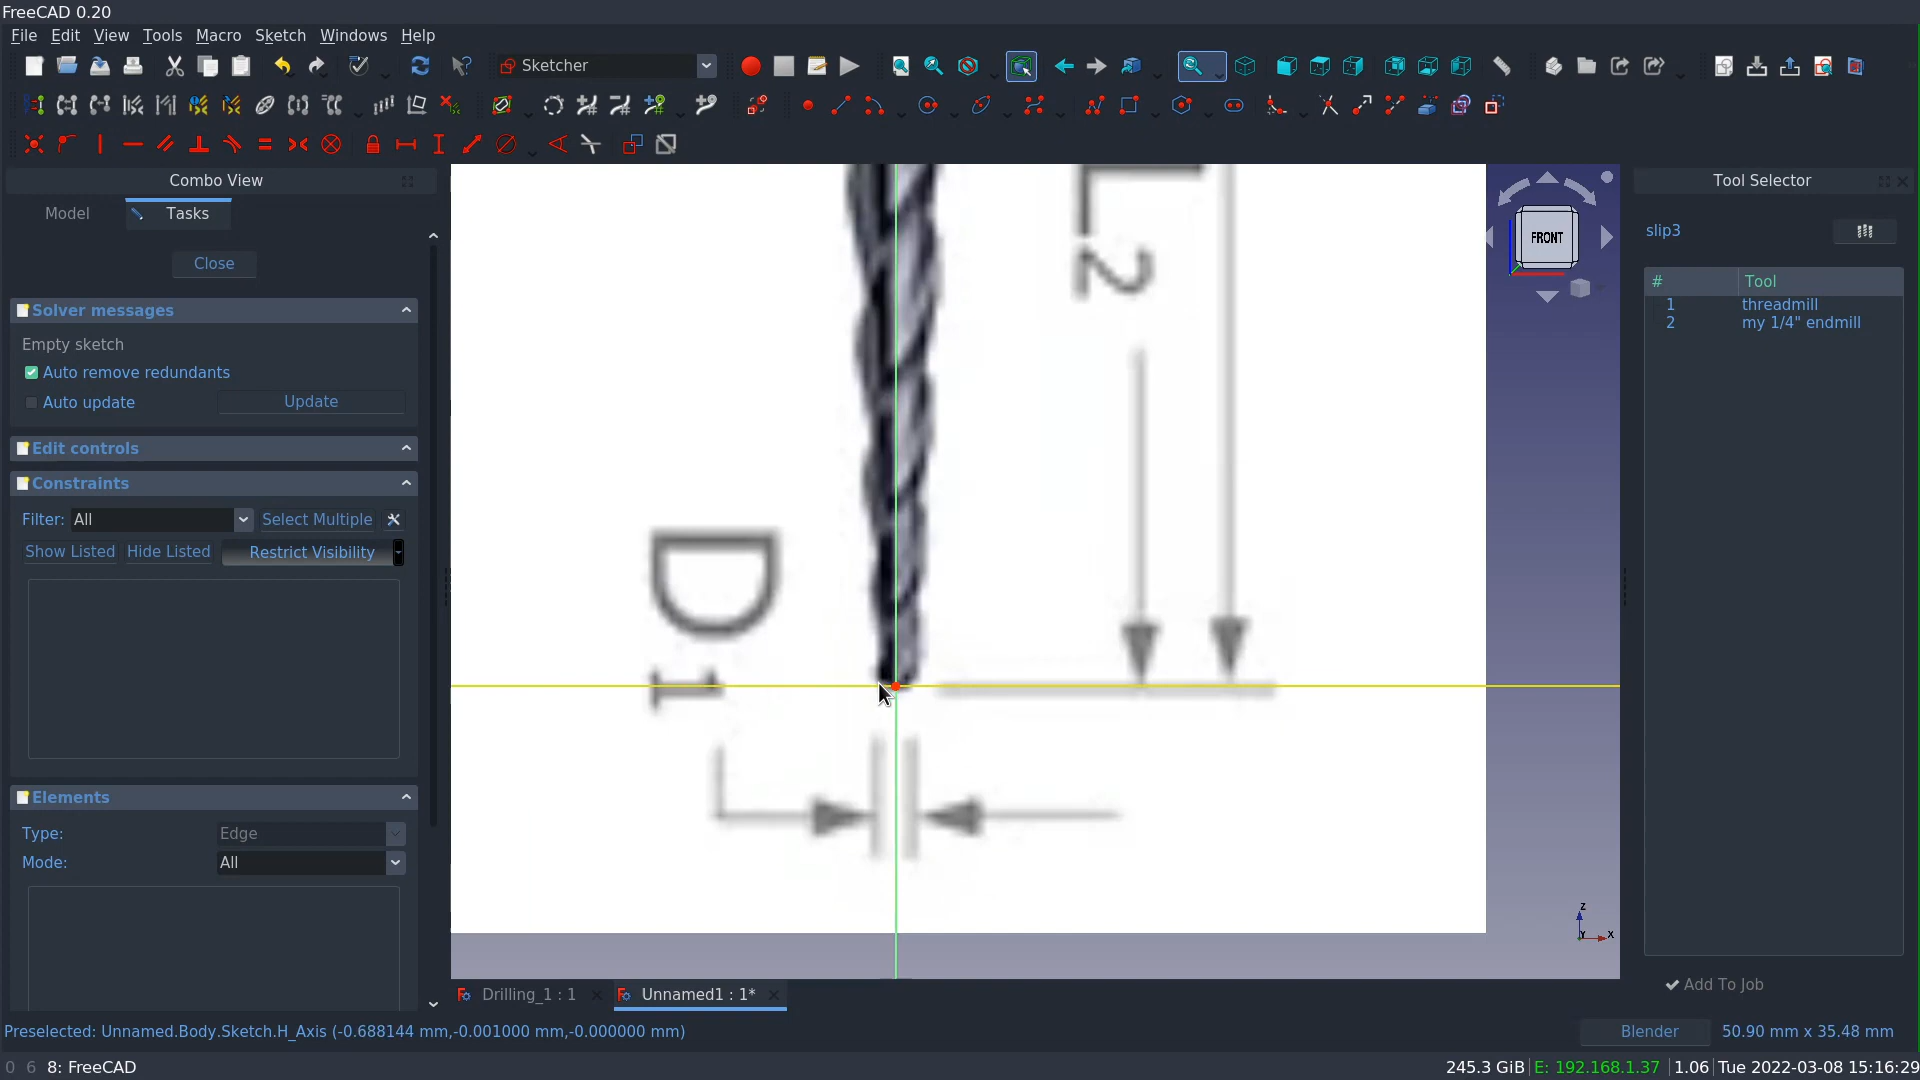 FreeCAD 0.20
File Edit View Tools Macro Sketch Windows Help
Sketcher
Combo View
Model
Tasks
Close
Solver messages
Empty sketch
Auto remove redundants
Auto update
Update
Edit controls
Constraints
Filter: All
Select Multiple
Show Listed
Hide Listed
Restrict Visibility
Elements
Type: Edge
Mode: All
L2
D1
FRONT
Z
Y
X
Tool Selector
slip3
# Tool
1 threadmill
2 my 1/4" endmill
Add To Job
Drilling_1 : 1
Unnamed1 : 1*
Preselected: Unnamed.Body.Sketch.H_Axis (-0.688144 mm,-0.001000 mm,-0.000000 mm)
Blender
50.90 mm x 35.48 mm
0 6 8: FreeCAD
245.3 GiB E: 192.168.1.37 1.06 Tue 2022-03-08 15:16:29